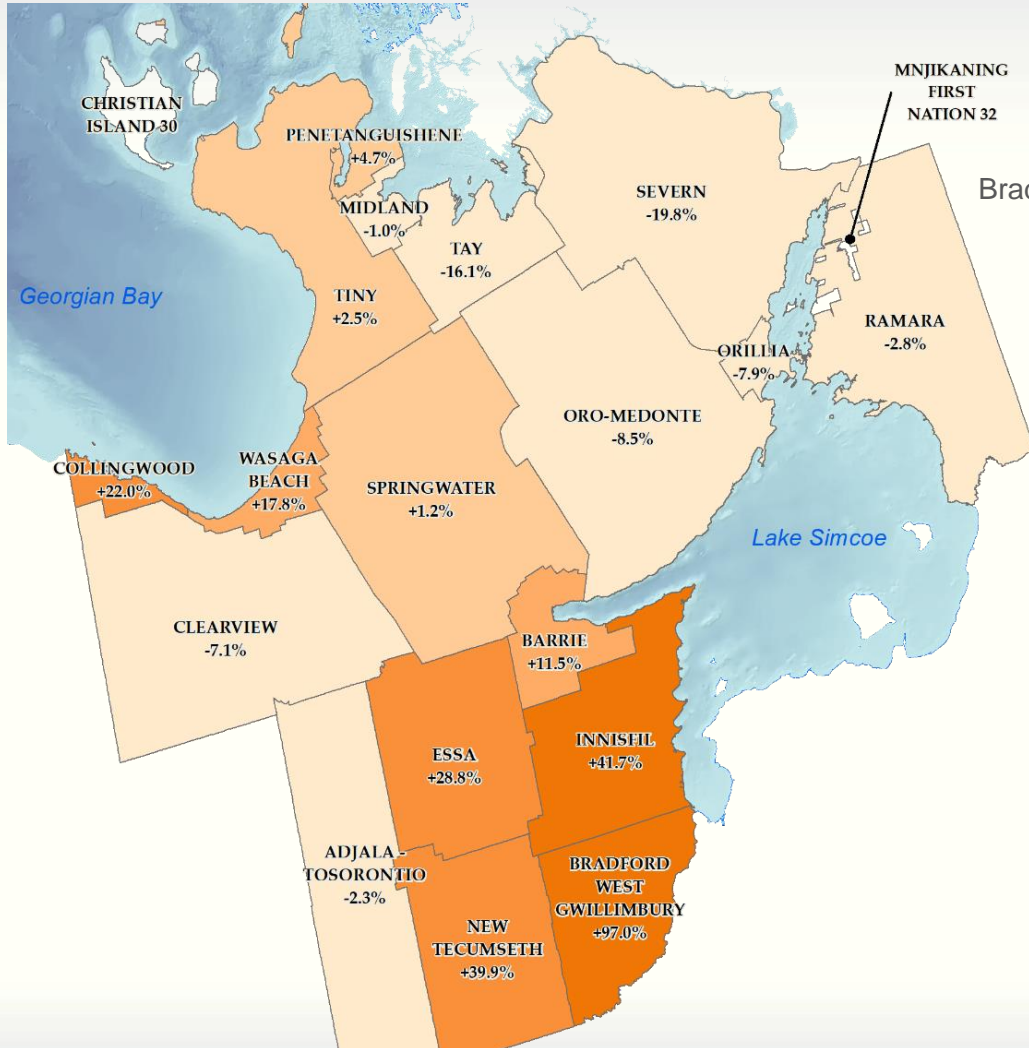 CHRISTIAN
ISLAND 30
MNJIKANING
FIRST
NATION 32
PENETANGUISHENE
+4.7%
Brad
SEVERN
-19.8%
MIDLAND
-1.0%
TAY
-16.1%
Georgian Bay
TINY
+2.5%
RAMARA
-2.8%
ORILLIA
-7.9%
ORO-MEDONTE
-8.5%
COLLINGWOOD
+22.0%
WASAGA
BEACH
+17.8%
SPRINGWATER
+1.2%
Lake Simcoe
CLEARVIEW
-7.1%
BARRIE
+11.5%
ESSA
+28.8%
INNISFIL
+41.7%
ADJALA -
TOSORONTIO
-2.3%
BRADFORD
WEST
GWILLIMBURY
+97.0%
NEW
TECUMSETH
+39.9%